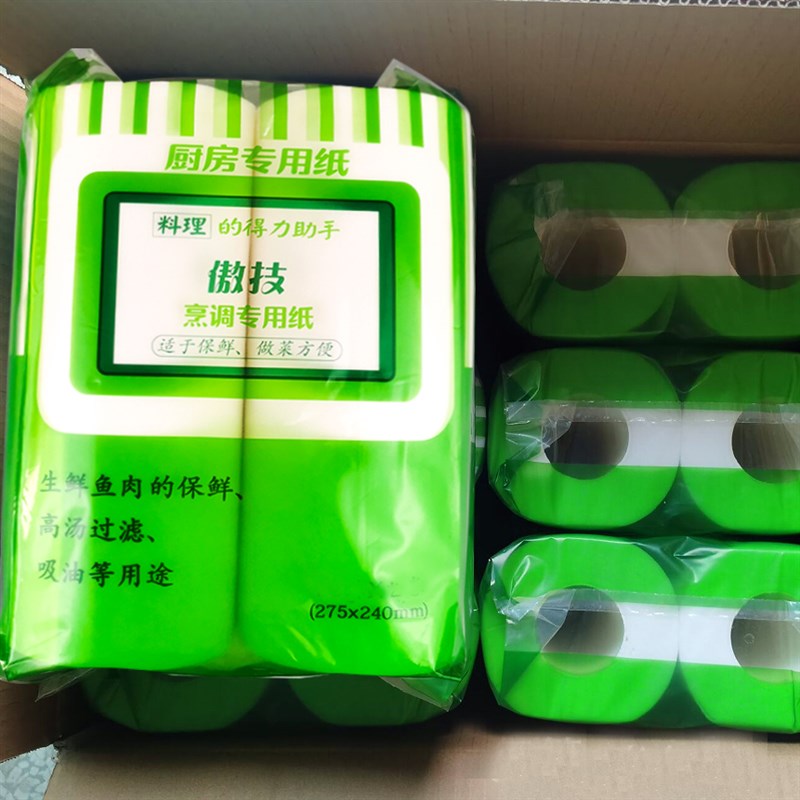 厨房专用纸
料理 的得力助手
傲技
烹调专用纸
适于保鲜、做菜方便
生鲜鱼肉的保鲜、
高汤过滤、
吸油等用途
(275x240mm)